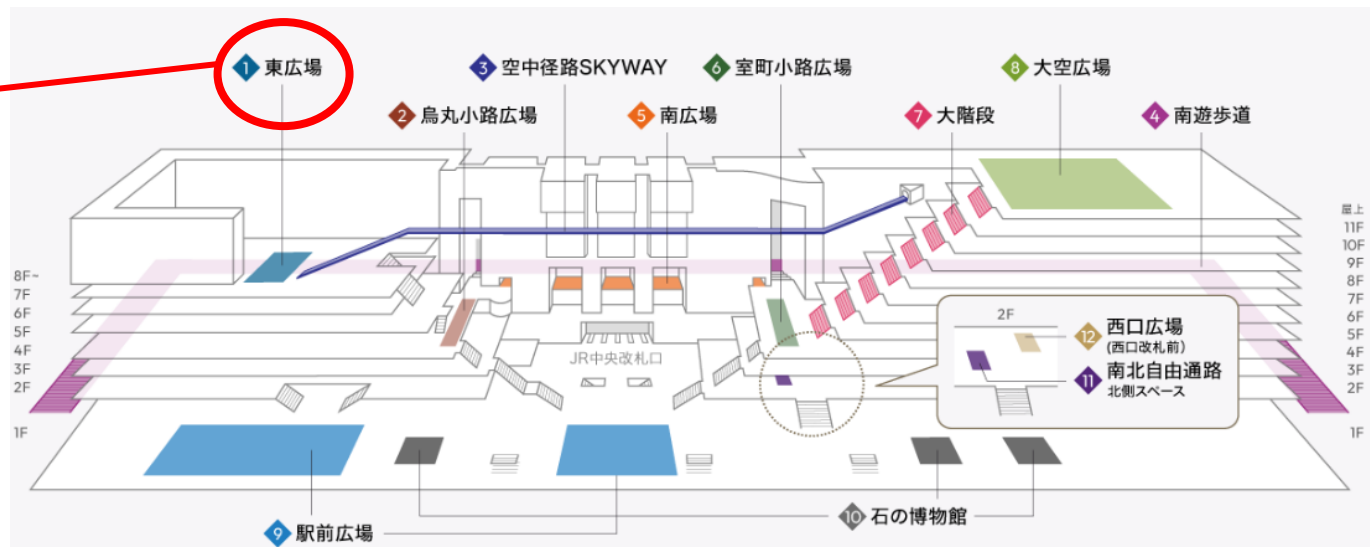 1 東広場
3 空中径路SKYWAY
6 室町小路広場
8 大空広場
2 烏丸小路広場
5 南広場
7 大階段
4 南遊歩道
屋上
11F
10F
9F
8F
7F
6F
5F
4F
3F
2F
1F
8F~
7F
6F
5F
4F
3F
2F
1F
JR中央改札口
2F
12 西口広場
(西口改札前)
11 南北自由通路
北側スペース
10 石の博物館
9 駅前広場